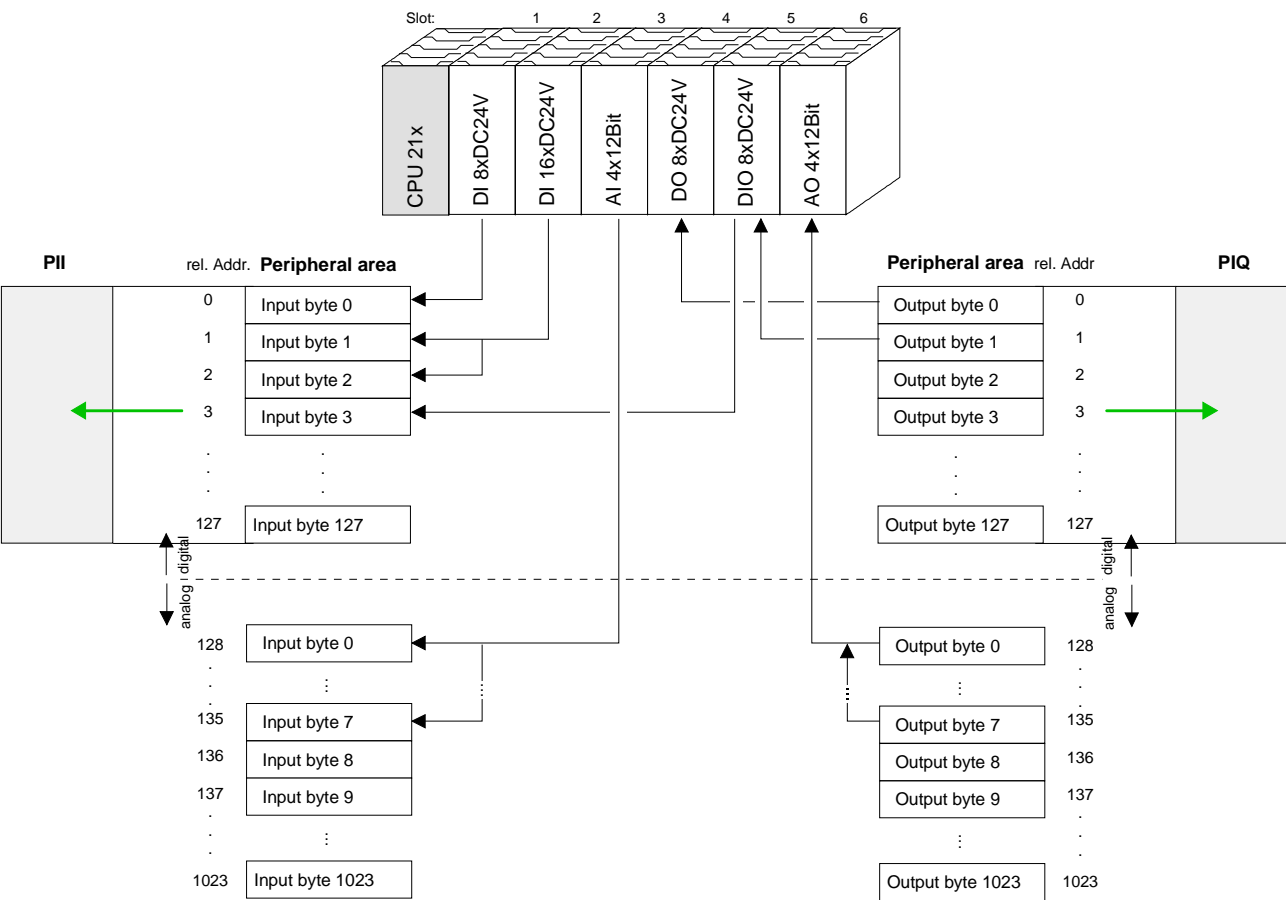 Slot: 1 2 3 4 5 6
CPU 21x
DI 8xDC24V
DI 16xDC24V
AI 4x12Bit
DO 8xDC24V
DIO 8xDC24V
AO 4x12Bit
PII rel. Addr. Peripheral area
0 Input byte 0
1 Input byte 1
2 Input byte 2
3 Input byte 3
. .
. .
. .
127 Input byte 127
digital
analog
128 Input byte 0
. ⋮
.
.
135 Input byte 7
136 Input byte 8
137 Input byte 9
. ⋮
.
.
1023 Input byte 1023
Peripheral area rel. Addr PIQ
Output byte 0 0
Output byte 1 1
Output byte 2 2
Output byte 3 3
. .
. .
. .
Output byte 127 127
digital
analog
Output byte 0 128
⋮ .
.
.
Output byte 7 135
Output byte 8 136
Output byte 9 137
⋮ .
.
.
Output byte 1023 1023